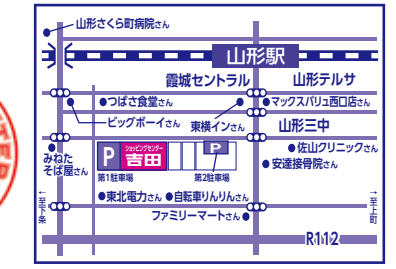 山形さくら町病院さん
山形駅
霞城セントラル
山形テルサ
つばさ食堂さん
マックスバリュ西口店さん
ビッグボーイさん
東横インさん
山形三中
佐山クリニックさん
みねた
そば屋さん
P
ショッピングセンター
吉田
P
安達接骨院さん
第1駐車場
第2駐車場
東北電力さん
自転車りんりんさん
ファミリーマートさん
←至下条
至上町→
R112